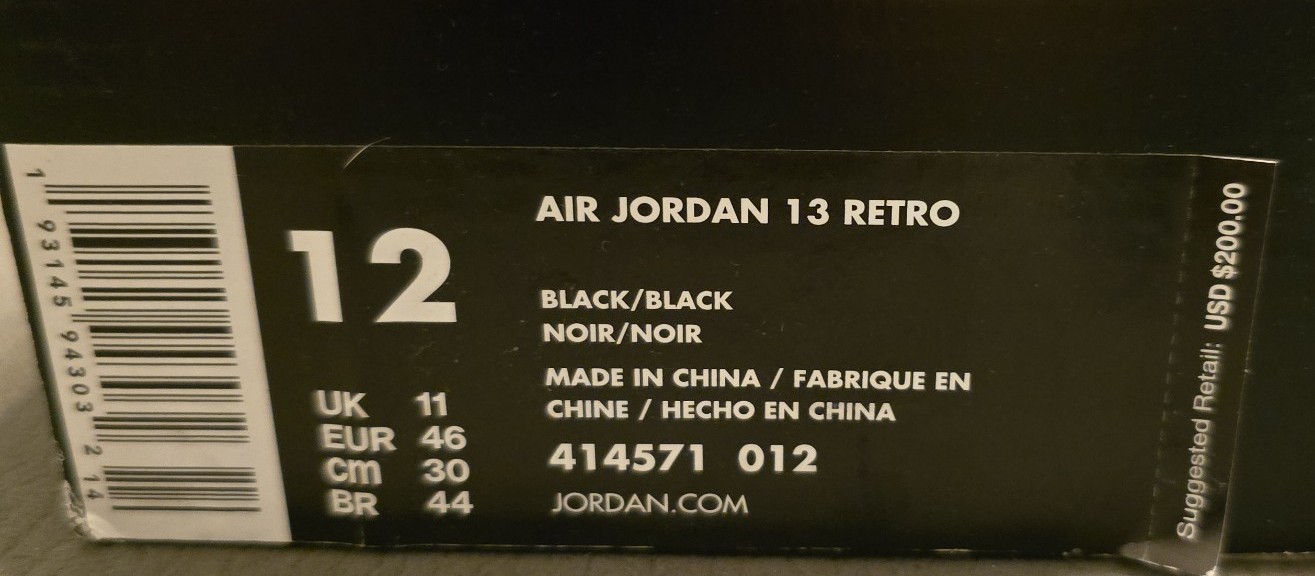 1 93145 94303 2 14
12
UK 11
EUR 46
cm 30
BR 44
AIR JORDAN 13 RETRO
BLACK/BLACK
NOIR/NOIR
MADE IN CHINA / FABRIQUE EN
CHINE / HECHO EN CHINA
414571 012
JORDAN.COM
Suggested Retail: USD $200.00